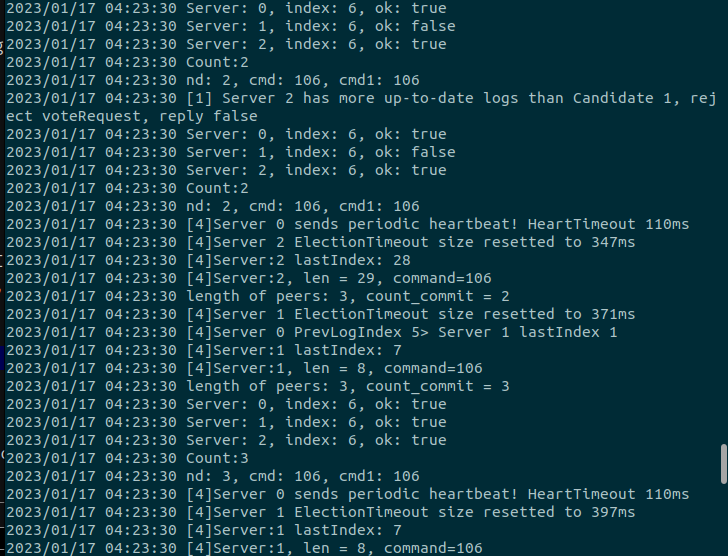 2023/01/17 04:23:30 Server: 0, index: 6, ok: true
2023/01/17 04:23:30 Server: 1, index: 6, ok: false
2023/01/17 04:23:30 Server: 2, index: 6, ok: true
2023/01/17 04:23:30 Count:2
2023/01/17 04:23:30 nd: 2, cmd: 106, cmd1: 106
2023/01/17 04:23:30 [1] Server 2 has more up-to-date logs than Candidate 1, rej
ect voteRequest, reply false
2023/01/17 04:23:30 Server: 0, index: 6, ok: true
2023/01/17 04:23:30 Server: 1, index: 6, ok: false
2023/01/17 04:23:30 Server: 2, index: 6, ok: true
2023/01/17 04:23:30 Count:2
2023/01/17 04:23:30 nd: 2, cmd: 106, cmd1: 106
2023/01/17 04:23:30 [4]Server 0 sends periodic heartbeat! HeartTimeout 110ms
2023/01/17 04:23:30 [4]Server 2 ElectionTimeout size resetted to 347ms
2023/01/17 04:23:30 [4]Server:2 lastIndex: 28
2023/01/17 04:23:30 [4]Server:2, len = 29, command=106
2023/01/17 04:23:30 length of peers: 3, count_commit = 2
2023/01/17 04:23:30 [4]Server 1 ElectionTimeout size resetted to 371ms
2023/01/17 04:23:30 [4]Server 0 PrevLogIndex 5> Server 1 lastIndex 1
2023/01/17 04:23:30 [4]Server:1 lastIndex: 7
2023/01/17 04:23:30 [4]Server:1, len = 8, command=106
2023/01/17 04:23:30 length of peers: 3, count_commit = 3
2023/01/17 04:23:30 Server: 0, index: 6, ok: true
2023/01/17 04:23:30 Server: 1, index: 6, ok: true
2023/01/17 04:23:30 Server: 2, index: 6, ok: true
2023/01/17 04:23:30 Count:3
2023/01/17 04:23:30 nd: 3, cmd: 106, cmd1: 106
2023/01/17 04:23:30 [4]Server 0 sends periodic heartbeat! HeartTimeout 110ms
2023/01/17 04:23:30 [4]Server 1 ElectionTimeout size resetted to 397ms
2023/01/17 04:23:30 [4]Server:1 lastIndex: 7
2023/01/17 04:23:30 [4]Server:1, len = 8, command=106